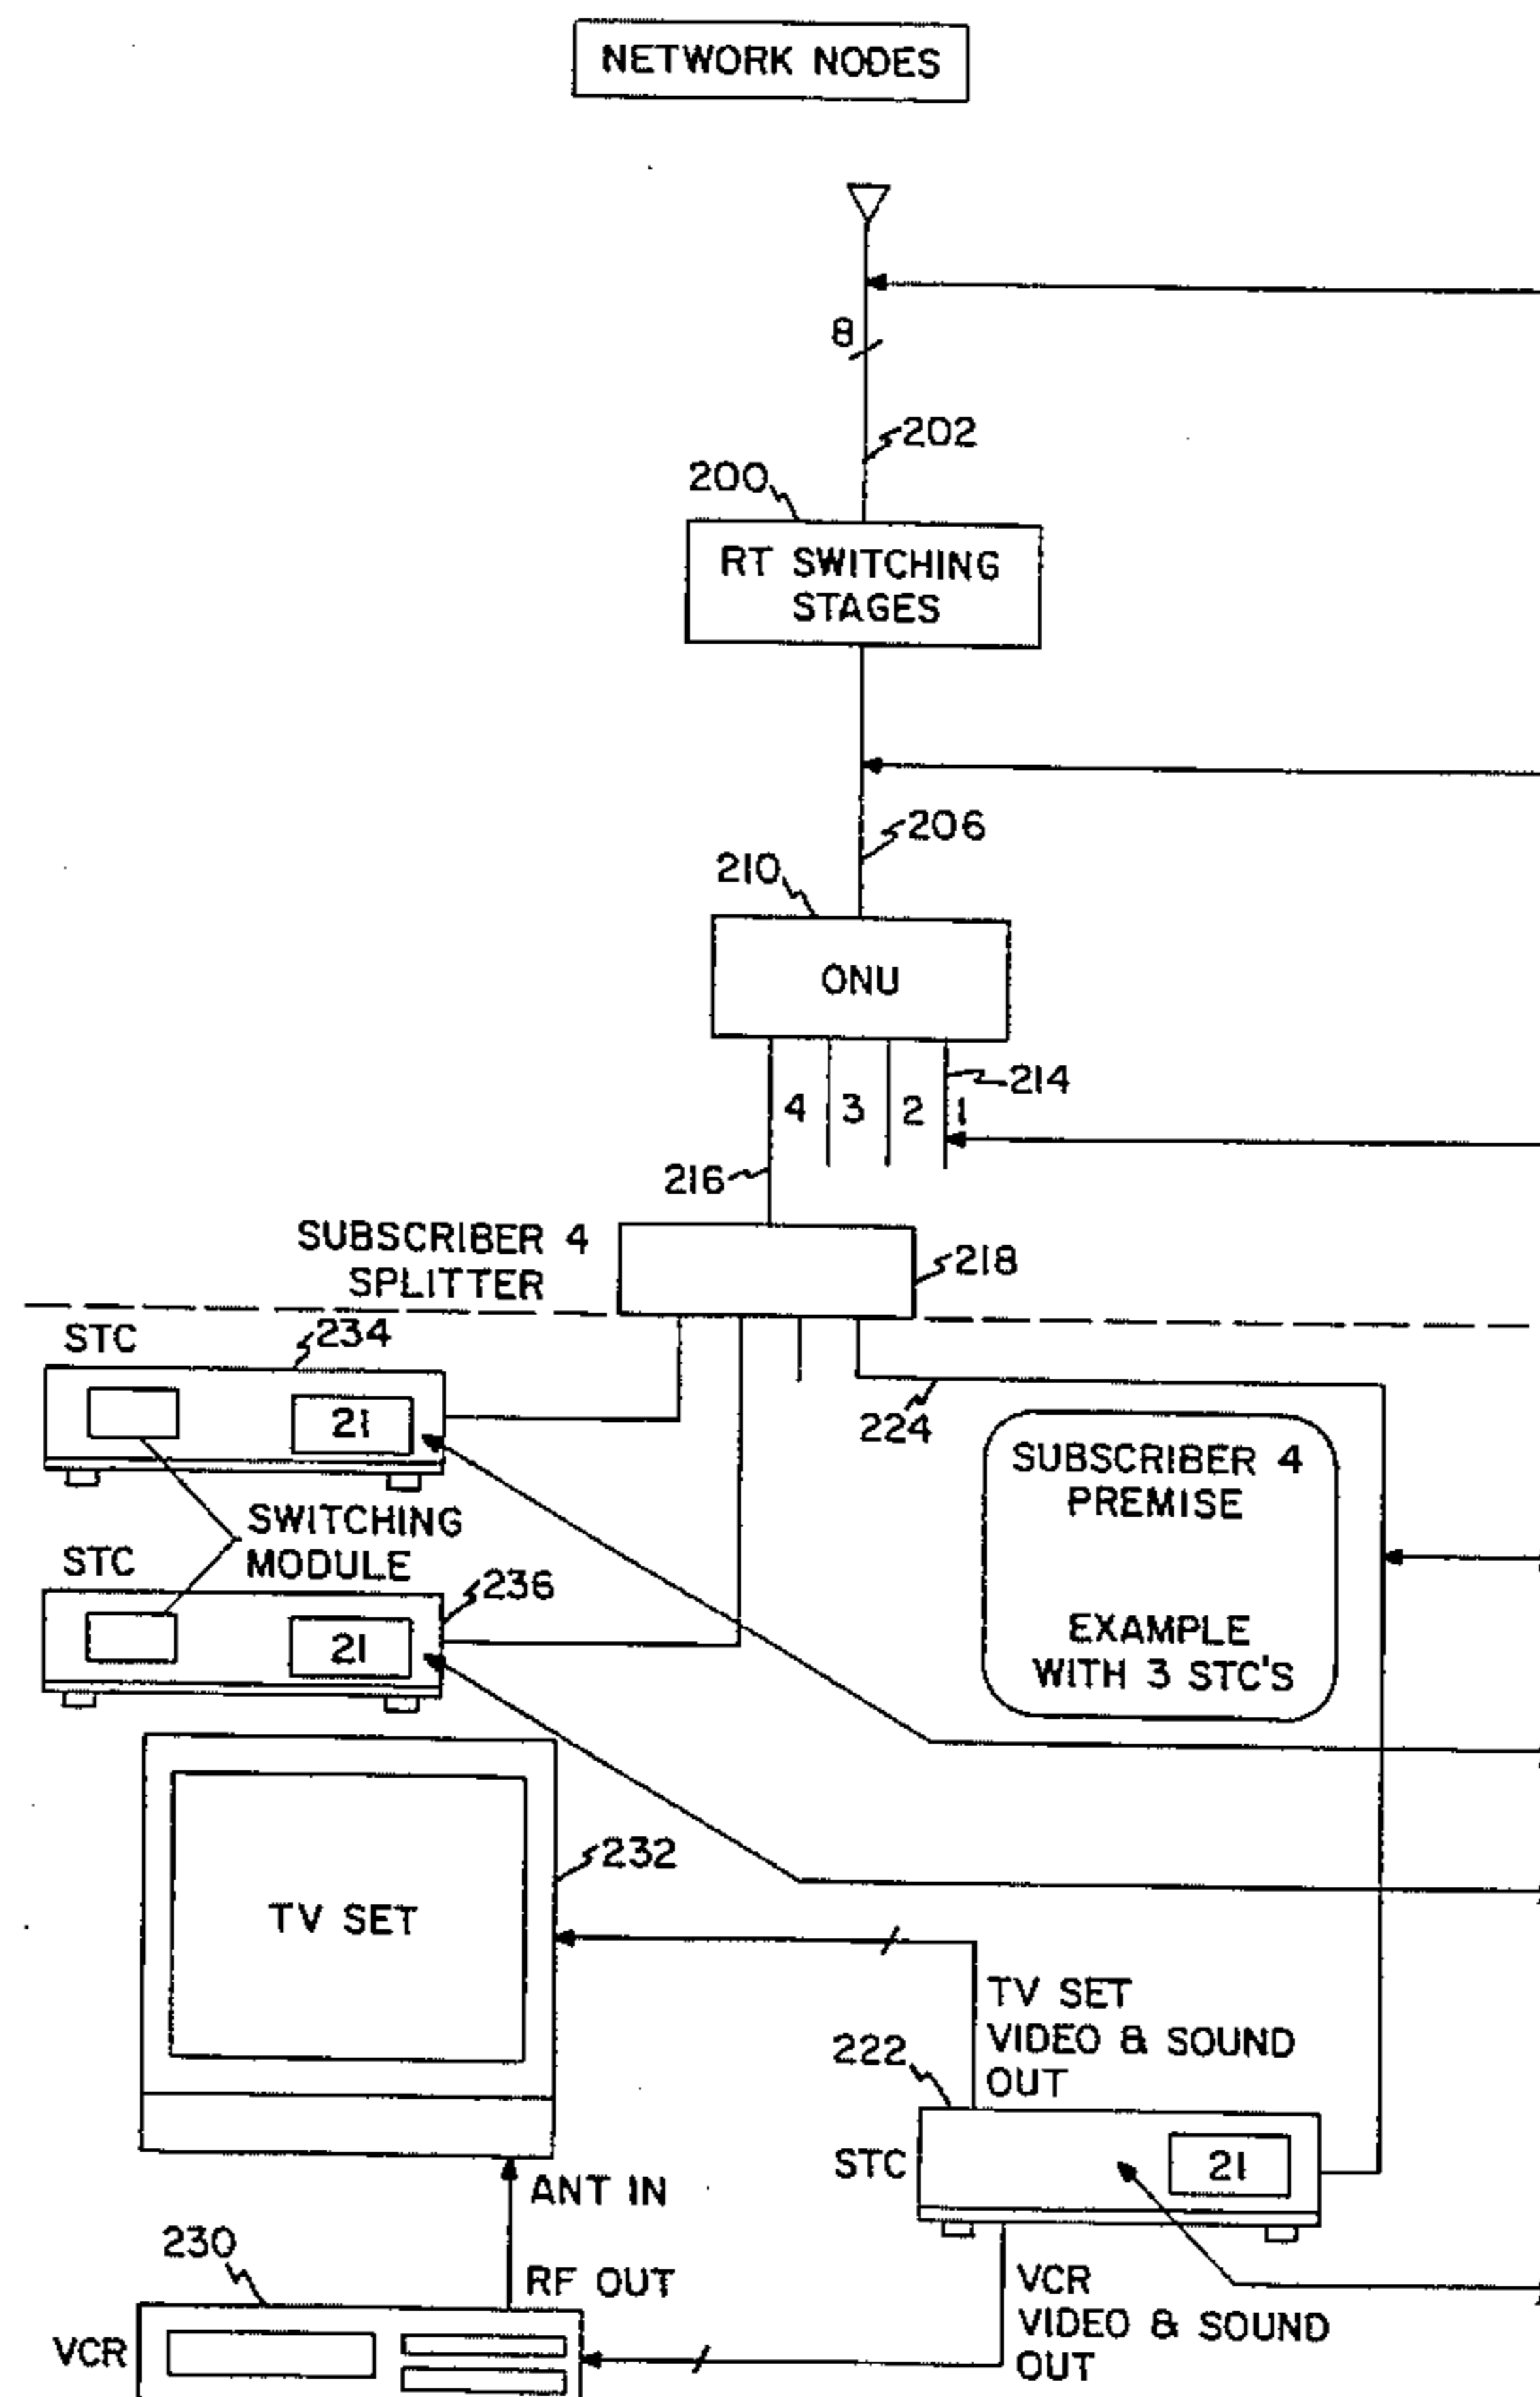 NETWORK NODES
8
202
200
RT SWITCHING
STAGES
206
210
ONU
214
4 3 2 1
216
SUBSCRIBER 4
SPLITTER
218
STC
234
21
224
SUBSCRIBER 4
PREMISE
EXAMPLE
WITH 3 STC'S
SWITCHING
MODULE
STC
236
21
232
TV SET
TV SET
VIDEO & SOUND
OUT
222
STC
21
ANT IN
230
RF OUT
VCR
VIDEO & SOUND
OUT
VCR